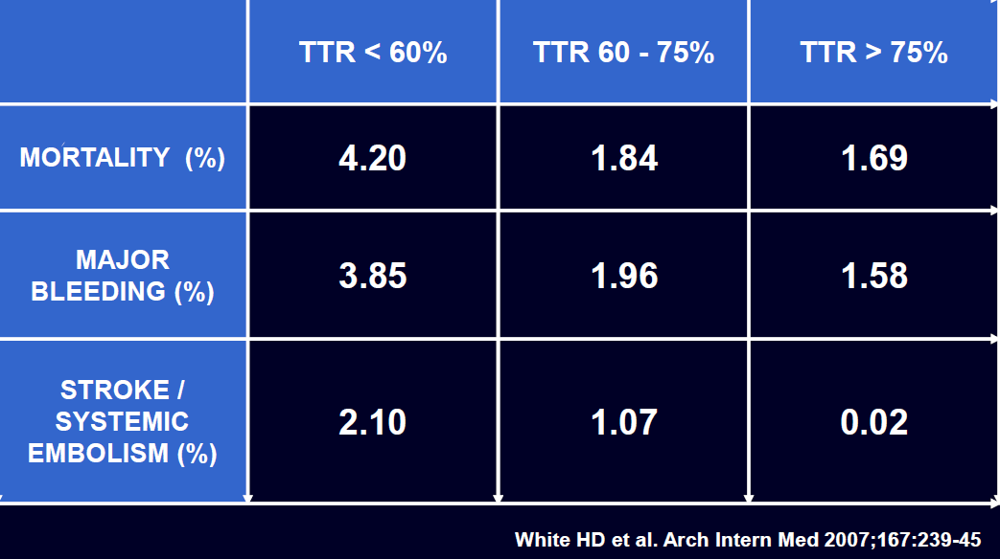 TTR < 60% TTR 60 - 75% TTR > 75%
MORTALITY (%) 4.20 1.84 1.69
MAJOR
BLEEDING (%) 3.85 1.96 1.58
STROKE /
SYSTEMIC
EMBOLISM (%) 2.10 1.07 0.02
White HD et al. Arch Intern Med 2007;167:239-45